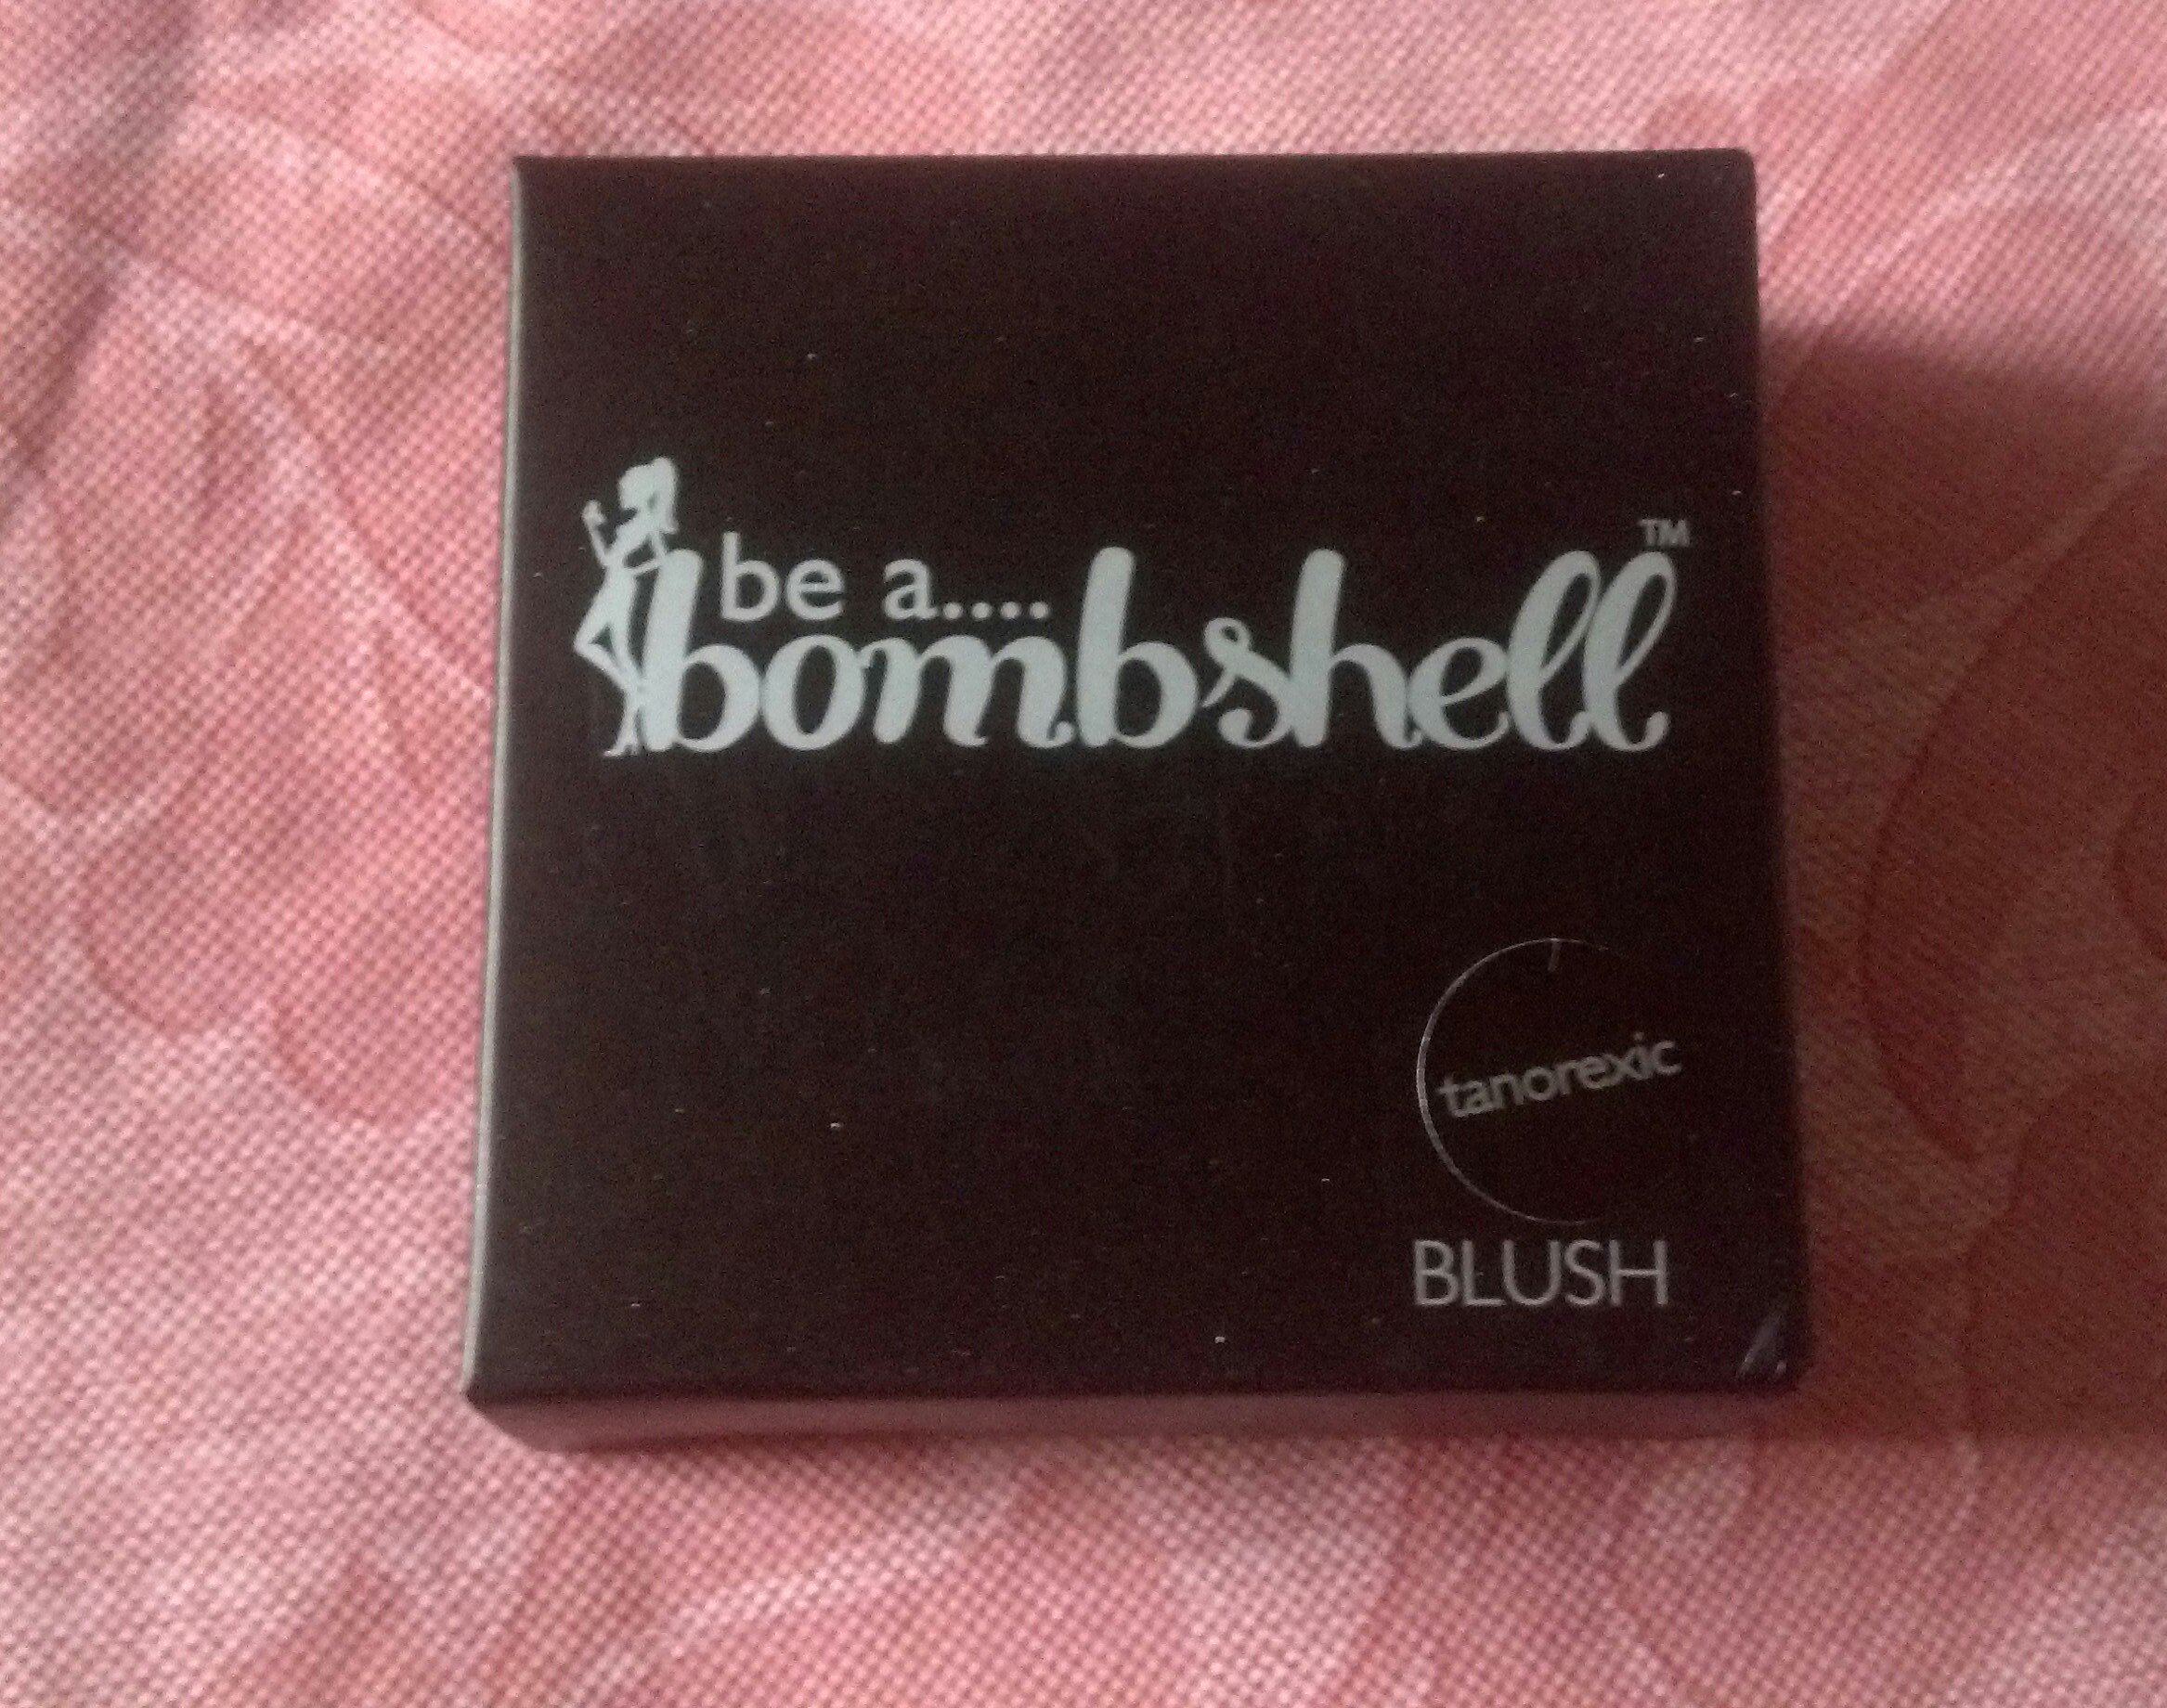 be a....
bombshell™
tanorexic
BLUSH